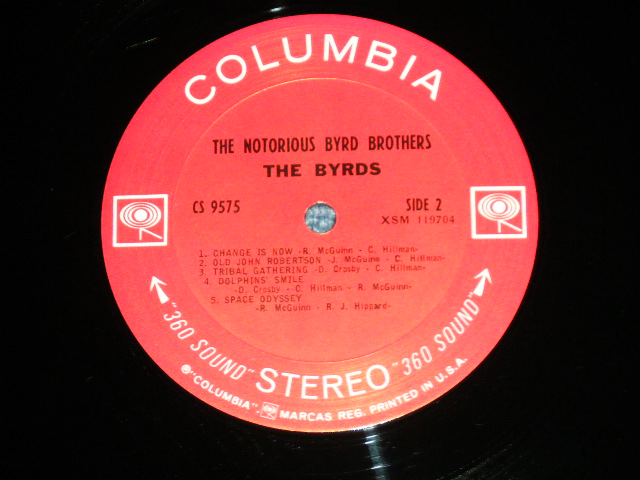 COLUMBIA
THE NOTORIOUS BYRD BROTHERS
THE BYRDS
CS 9575
SIDE 2
XSM 119704
1. CHANGE IS NOW -R. McGuinn - C. Hillman-
2. OLD JOHN ROBERTSON -J. McGuinn - C. Hillman-
3. TRIBAL GATHERING -D. Crosby - C. Hillman-
4. DOLPHINS' SMILE
-D. Crosby - C. Hillman - R. McGuinn-
5. SPACE ODYSSEY
-R. McGuinn - R. J. Hippard-
"360 SOUND" STEREO "360 SOUND"
®"COLUMBIA", MARCAS REG. PRINTED IN U.S.A.